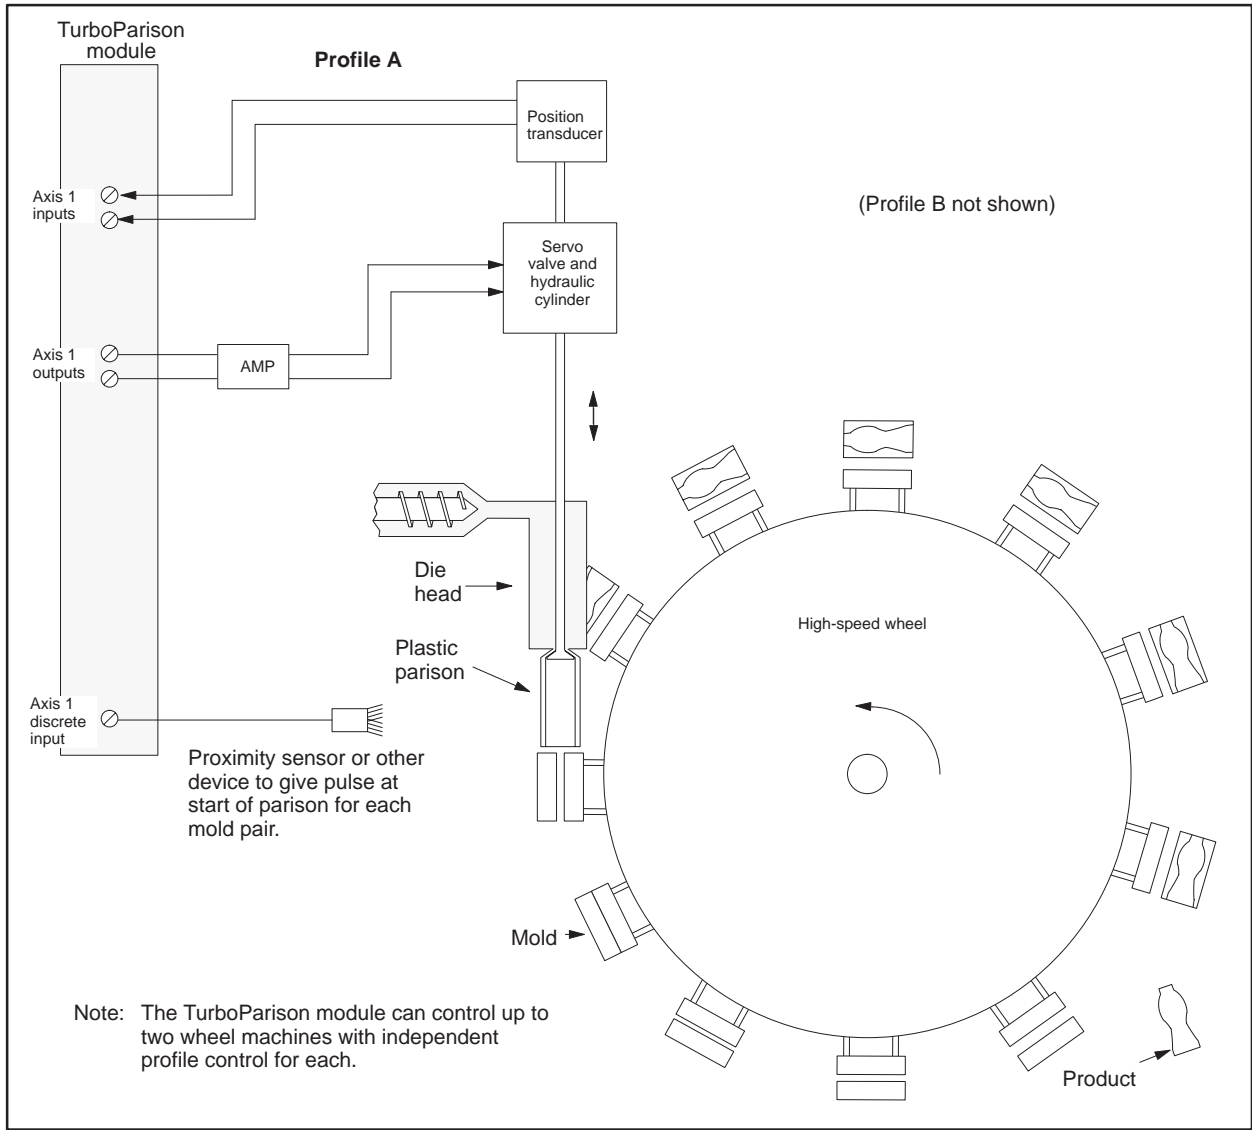 TurboParison
module
Profile A
Position
transducer
Axis 1
inputs
(Profile B not shown)
Servo
valve and
hydraulic
cylinder
Axis 1
outputs
AMP
Die
head
High-speed wheel
Plastic
parison
Axis 1
discrete
input
Proximity sensor or other
device to give pulse at
start of parison for each
mold pair.
Mold
Note: The TurboParison module can control up to
two wheel machines with independent
profile control for each.
Product